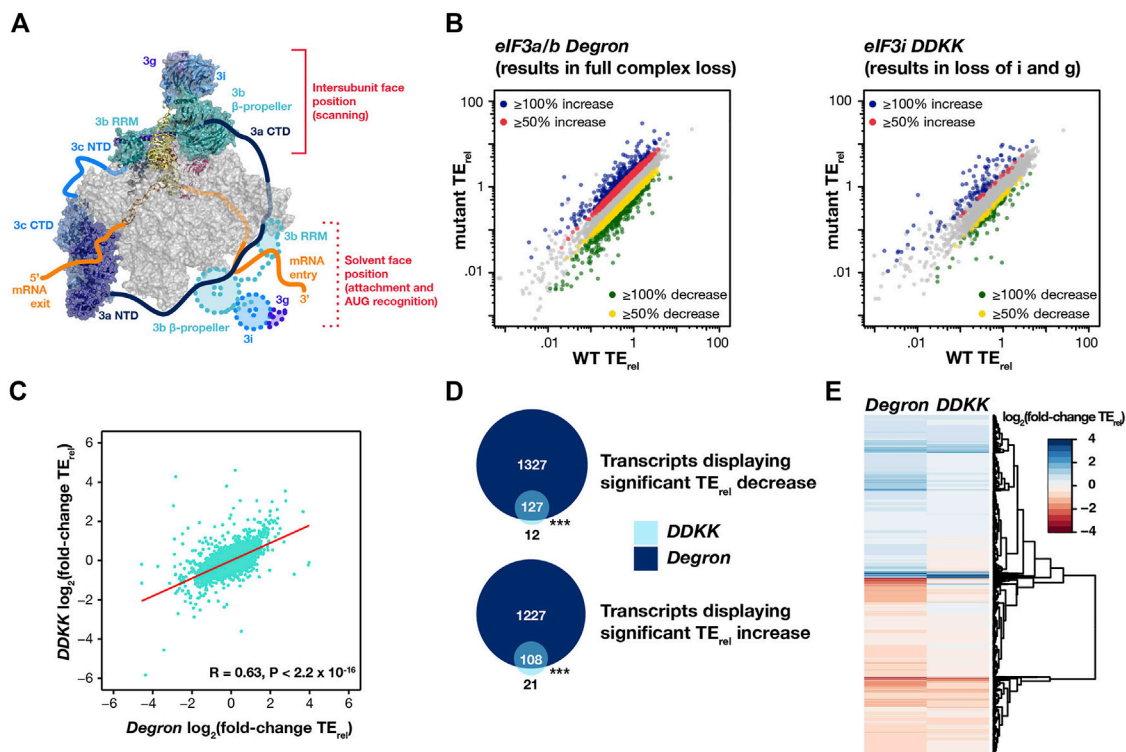 A
3g
3i
3b
β-propeller
3b RRM
3a CTD
3c NTD
Intersubunit face
position
(scanning)
3c CTD
3b RRM
mRNA
entry
5'
mRNA
exit
3'
3a NTD
3g
3b β-propeller
3i
Solvent face
position
(attachment and
AUG recognition)
B
eIF3a/b Degron
(results in full complex loss)
mutant TErel
100
1
.01
≥100% increase
≥50% increase
≥100% decrease
≥50% decrease
.01 1 100
WT TErel
eIF3i DDKK
(results in loss of i and g)
mutant TErel
100
1
.01
≥100% increase
≥50% increase
≥100% decrease
≥50% decrease
.01 1 100
WT TErel
C
DDKK log2(fold-change TErel)
6
4
2
0
−2
−4
−6
R = 0.63, P < 2.2 x 10-16
−6 −4 −2 0 2 4 6
Degron log2(fold-change TErel)
D
1327
127
12
***
Transcripts displaying
significant TErel decrease
DDKK
Degron
1227
108
21
***
Transcripts displaying
significant TErel increase
E
Degron DDKK
log2(fold-change TErel)
4
2
0
−2
−4